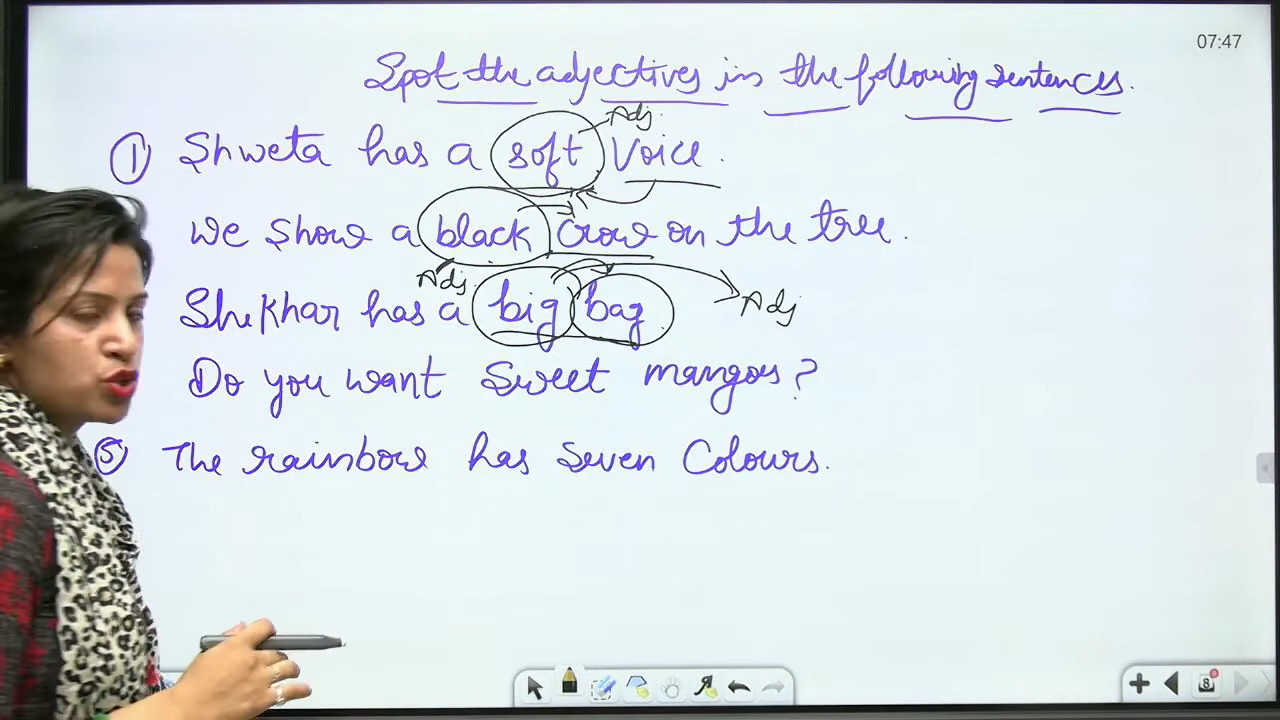 07:47
Spot the adjectives in the following sentences.
Adj.
① Shweta has a soft Voice.
We show a black crow on the tree.
Adj.
Shekhar has a big bag.
Adj
Do you want Sweet mangoes?
⑤ The rainbow has Seven Colours.
8